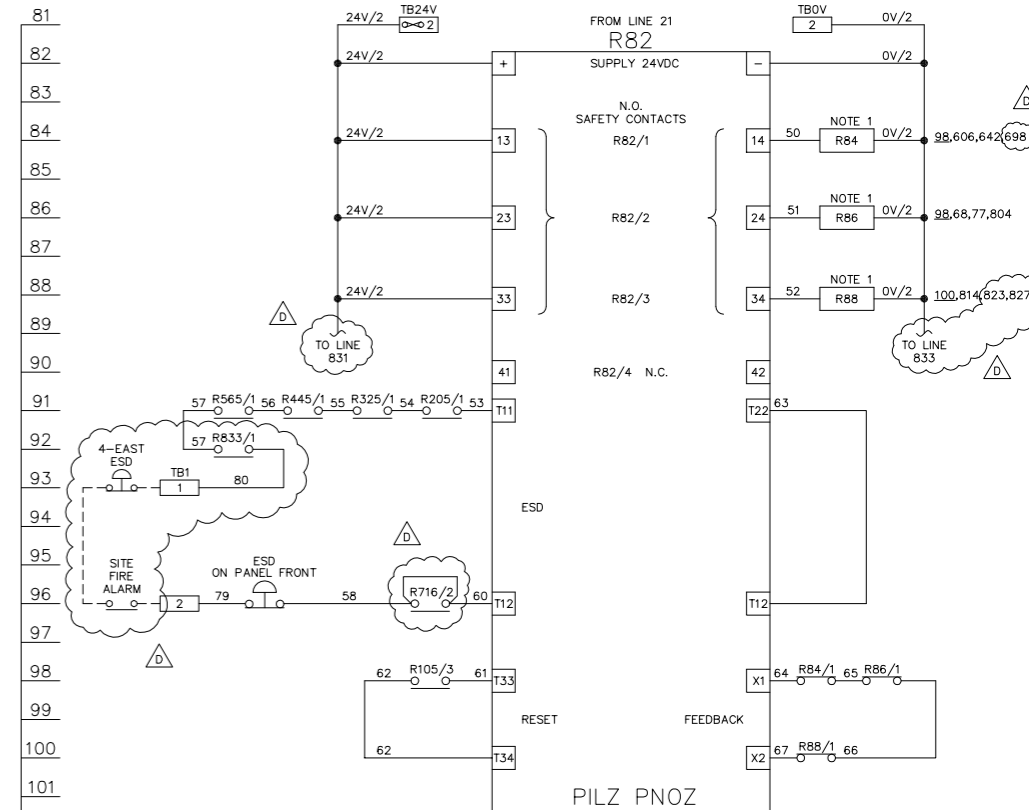 81
TB24V
24V/2
2
FROM LINE 21
TB0V
2
0V/2
R82
82
24V/2
+
SUPPLY 24VDC
−
0V/2
83
N.O.
SAFETY CONTACTS
D
84
24V/2
13
R82/1
14
50
NOTE 1
R84
0V/2
98,606,642,698
85
86
24V/2
23
R82/2
24
51
NOTE 1
R86
0V/2
98,68,77,804
87
88
24V/2
33
R82/3
34
52
NOTE 1
R88
0V/2
100,814,823,827
D
89
TO LINE
831
TO LINE
833
D
90
41
R82/4 N.C.
42
91
57 R565/1 56 R445/1 55 R325/1 54 R205/1 53
T11
T22
63
92
57 R833/1
4-EAST
ESD
93
TB1
1
80
94
ESD
D
95
SITE
FIRE
ALARM
ESD
ON PANEL FRONT
96
2
79
58
R716/2
60
T12
T12
97
D
98
62 R105/3 61
T33
X1
64 R84/1 65 R86/1
99
RESET
FEEDBACK
100
62
T34
X2
67 R88/1 66
101
PILZ PNOZ